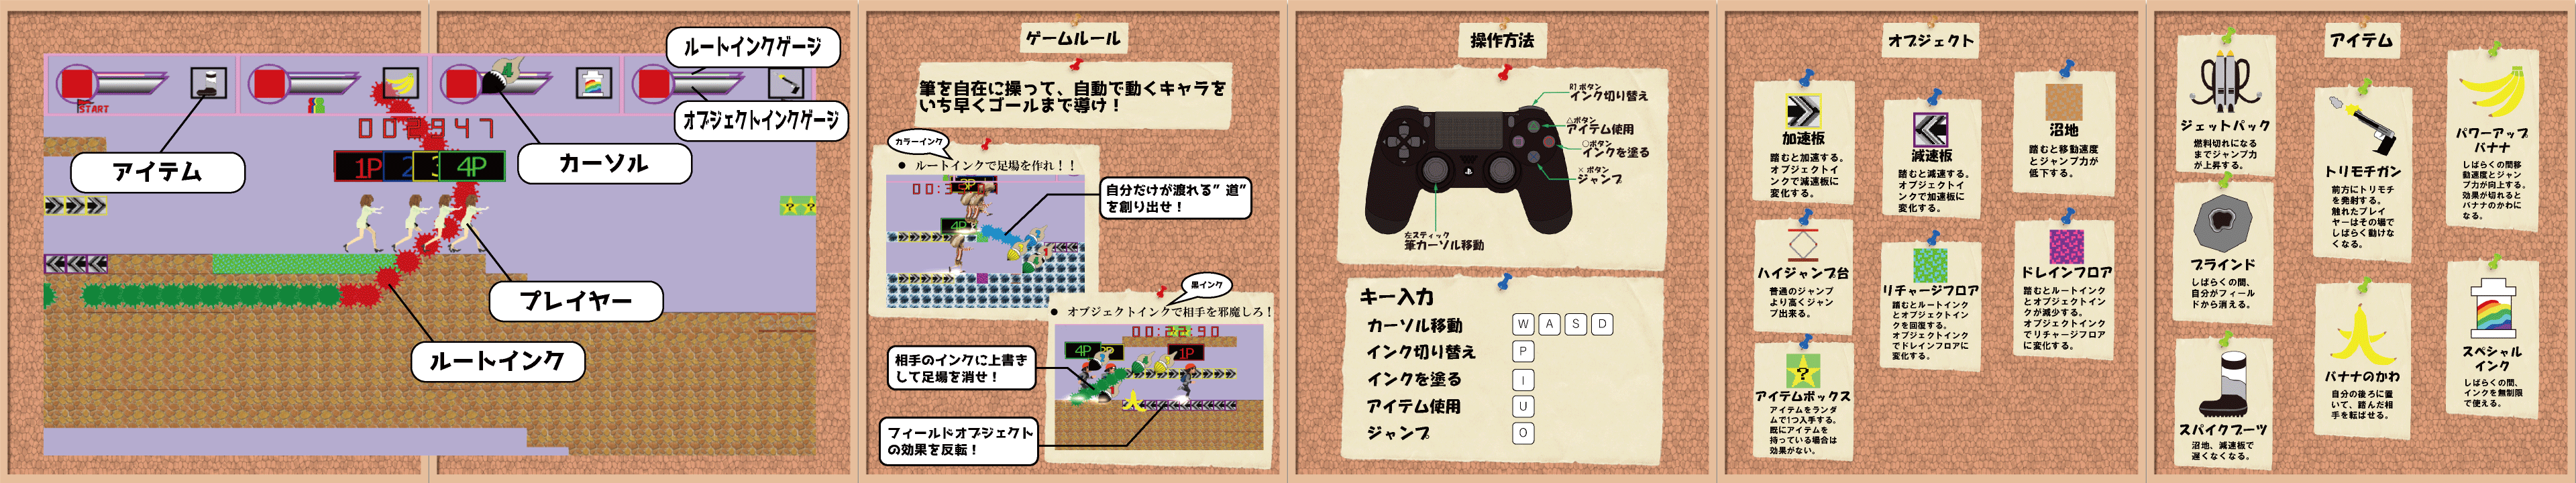 ルートインクゲージ
START
002947
オブジェクトインクゲージ
アイテム
1P
2
3
4P
カーソル
プレイヤー
ルートインク
ゲームルール
筆を自在に操って、自動で動くキャラを
いち早くゴールまで導け！
カラーインク
● ルートインクで足場を作れ！！
4P
自分だけが渡れる”道”
を創り出せ！
黒インク
● オブジェクトインクで相手を邪魔しろ！
00:22:90
4P
1P
相手のインクに上書き
して足場を消せ！
フィールドオブジェクト
の効果を反転！
操作方法
R1ボタン
インク切り替え
△ボタン
アイテム使用
○ボタン
インクを塗る
×ボタン
ジャンプ
左スティック
筆カーソル移動
キー入力
カーソル移動 W A S D
インク切り替え P
インクを塗る I
アイテム使用 U
ジャンプ O
オブジェクト
加速板
踏むと加速する。
オブジェクトイ
ンクで減速板に
変化する。
減速板
踏むと減速する。
オブジェクトイ
ンクで加速板に
変化する。
沼地
踏むと移動速度
とジャンプ力が
低下する。
ハイジャンプ台
普通のジャンプ
より高くジャン
プ出来る。
リチャージフロア
踏むとルートインク
とオブジェクトイン
クを回復する。
オブジェクトインク
でドレインフロアに
変化する。
ドレインフロア
踏むとルートインク
とオブジェクトイン
クが減少する。
オブジェクトインク
でリチャージフロア
に変化する。
?
アイテムボックス
アイテムをランダ
ムで1つ入手する。
既にアイテムを
持っている場合は
効果がない。
アイテム
ジェットパック
燃料切れになる
までジャンプ力
が上昇する。
トリモチガン
前方にトリモチ
を発射する。
触れたプレイ
ヤーはその場で
しばらく動けな
くなる。
パワーアップ
バナナ
しばらくの間移
動速度とジャン
プ力が向上する。
効果が切れると
バナナのかわに
なる。
ブラインド
しばらくの間、
自分がフィール
ドから消える。
バナナのかわ
自分の後ろに置
いて、踏んだ相
手を転ばせる。
スペシャル
インク
しばらくの間、
インクを無制限
で使える。
スパイクブーツ
沼地、減速板で
遅くなくなる。